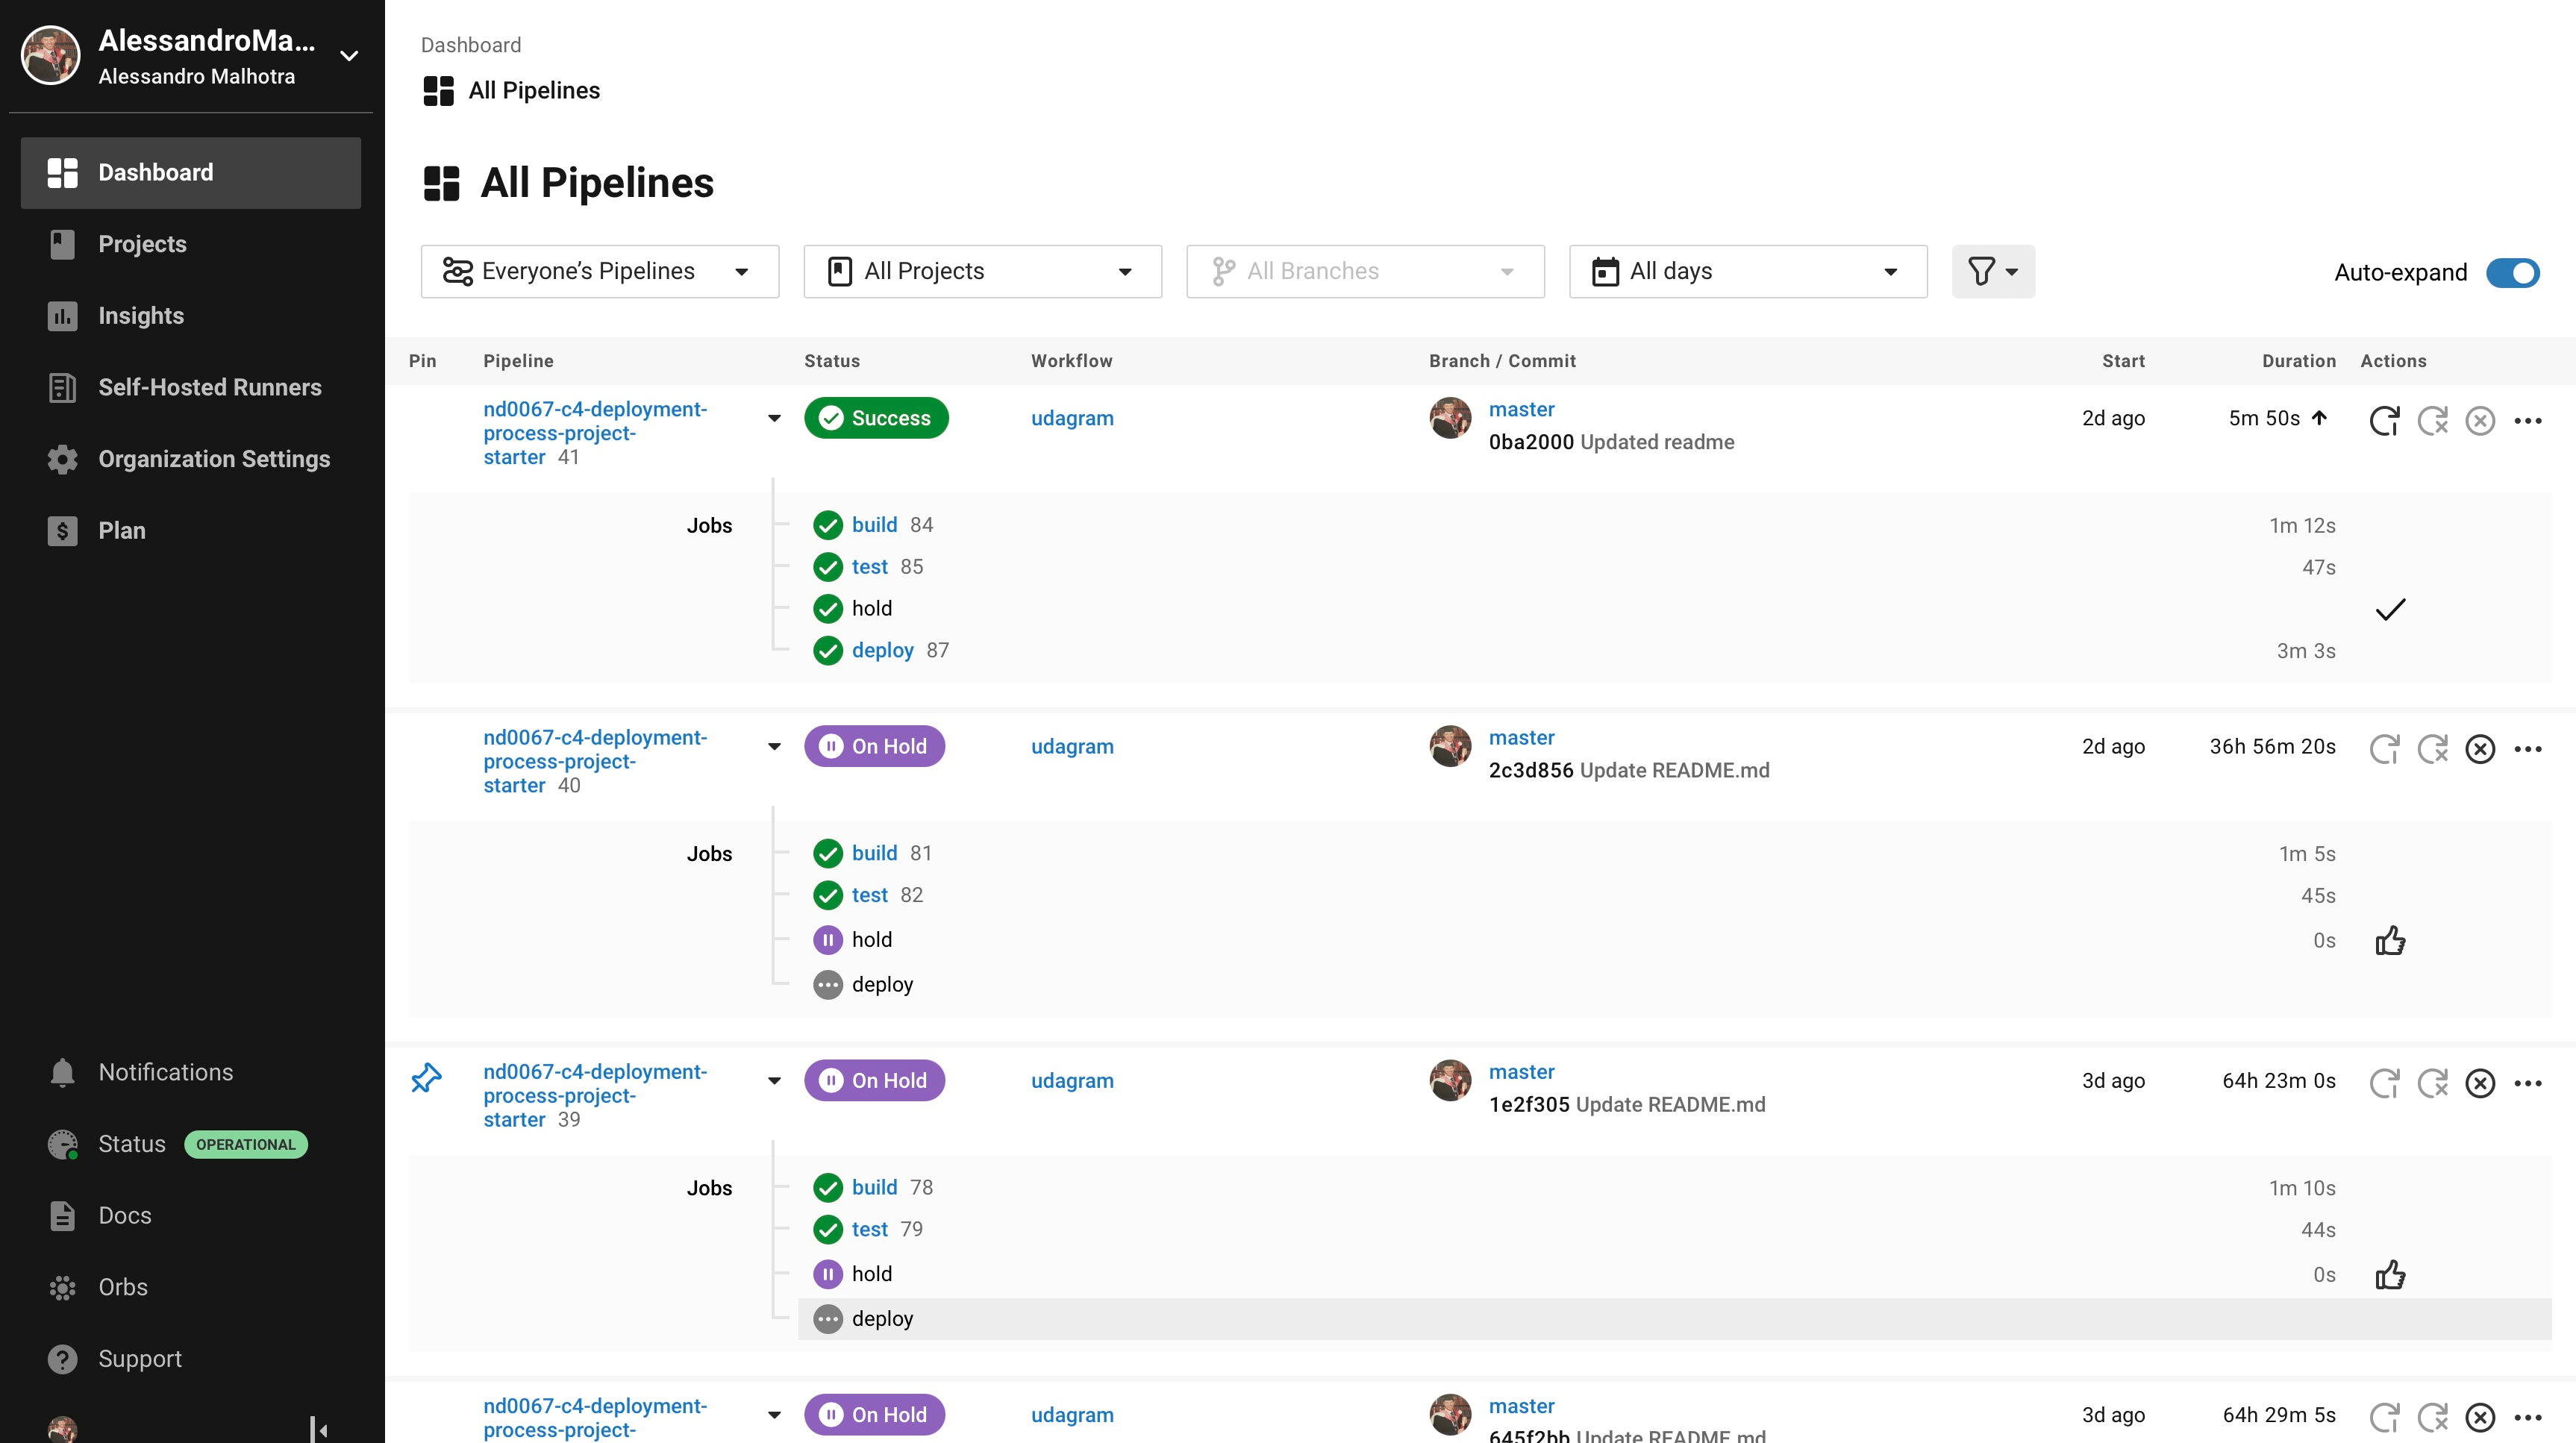 AlessandroMa...
Alessandro Malhotra
Dashboard
Projects
Insights
Self-Hosted Runners
Organization Settings
Plan
Notifications
Status OPERATIONAL
Docs
Orbs
Support
Dashboard
All Pipelines
All Pipelines
Everyone’s Pipelines All Projects All Branches All days Auto-expand
Pin Pipeline Status Workflow Branch / Commit Start Duration Actions
nd0067-c4-deployment-
process-project-
starter 41
Success udagram
master
0ba2000 Updated readme
2d ago 5m 50s
Jobs
build 84 1m 12s
test 85 47s
hold
deploy 87 3m 3s
nd0067-c4-deployment-
process-project-
starter 40
On Hold udagram
master
2c3d856 Update README.md
2d ago 36h 56m 20s
Jobs
build 81 1m 5s
test 82 45s
hold 0s
deploy
nd0067-c4-deployment-
process-project-
starter 39
On Hold udagram
master
1e2f305 Update README.md
3d ago 64h 23m 0s
Jobs
build 78 1m 10s
test 79 44s
hold 0s
deploy
nd0067-c4-deployment-
process-project-
On Hold udagram
master
645f2bb Update README.md
3d ago 64h 29m 5s